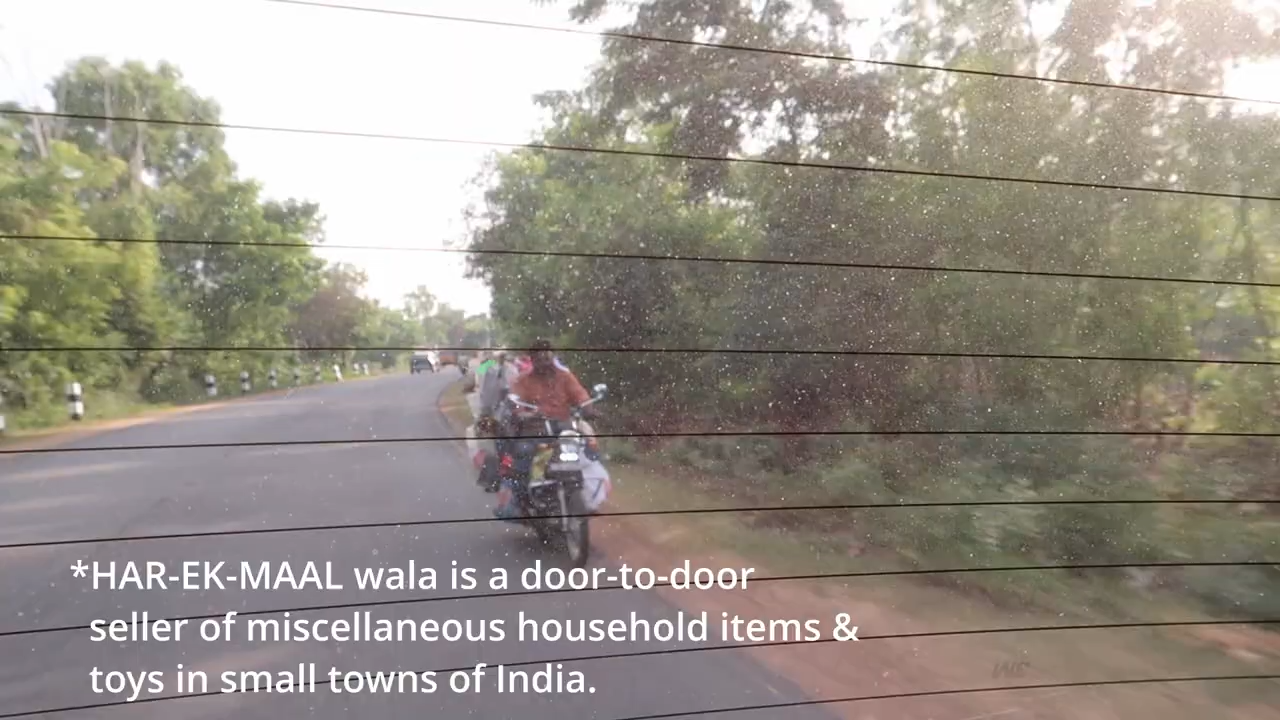 *HAR-EK-MAAL wala is a door-to-door
seller of miscellaneous household items &
toys in small towns of India.